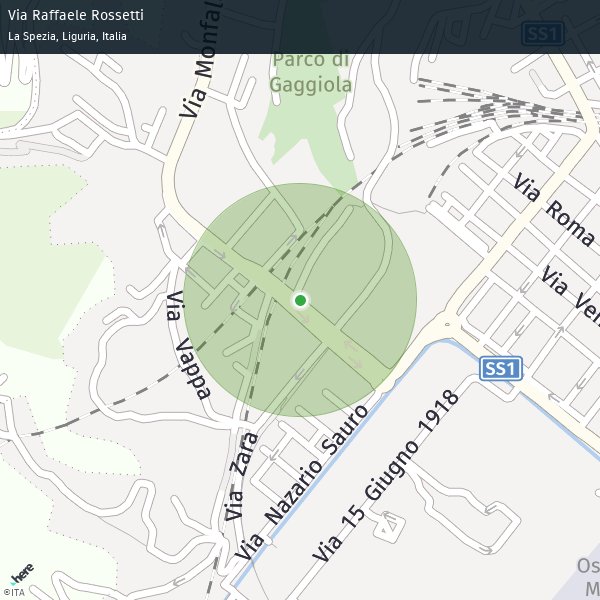 Via Raffaele Rossetti
La Spezia, Liguria, Italia
SS1
Parco di
Gaggiola
Via Monfal
Via Roma
Via Ven
Via Vappa
SS1
Via Zara
Via Nazario Sauro
Via 15 Giugno 1918
Os
M
here
©ITA